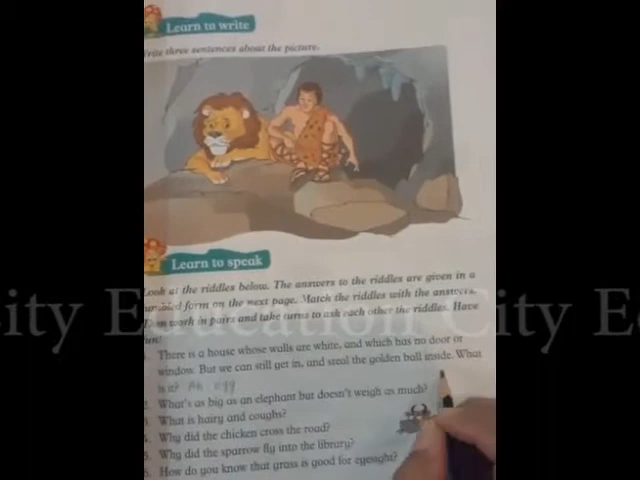 Learn to write
Write three sentences about the picture.
Learn to speak
Look at the riddles below. The answers to the riddles are given in a
jumbled form on the next page. Match the riddles with the answers.
Then work in pairs and take turns to ask each other the riddles. Have
fun!
There is a house whose walls are white, and which has no door or
window. But we can still get in, and steal the golden ball inside. What
is it? An egg
2. What's as big as an elephant but doesn't weigh as much?
3. What is hairy and coughs?
4. Why did the chicken cross the road?
5. Why did the sparrow fly into the library?
6. How do you know that grass is good for eyesight?
City Education City Educ